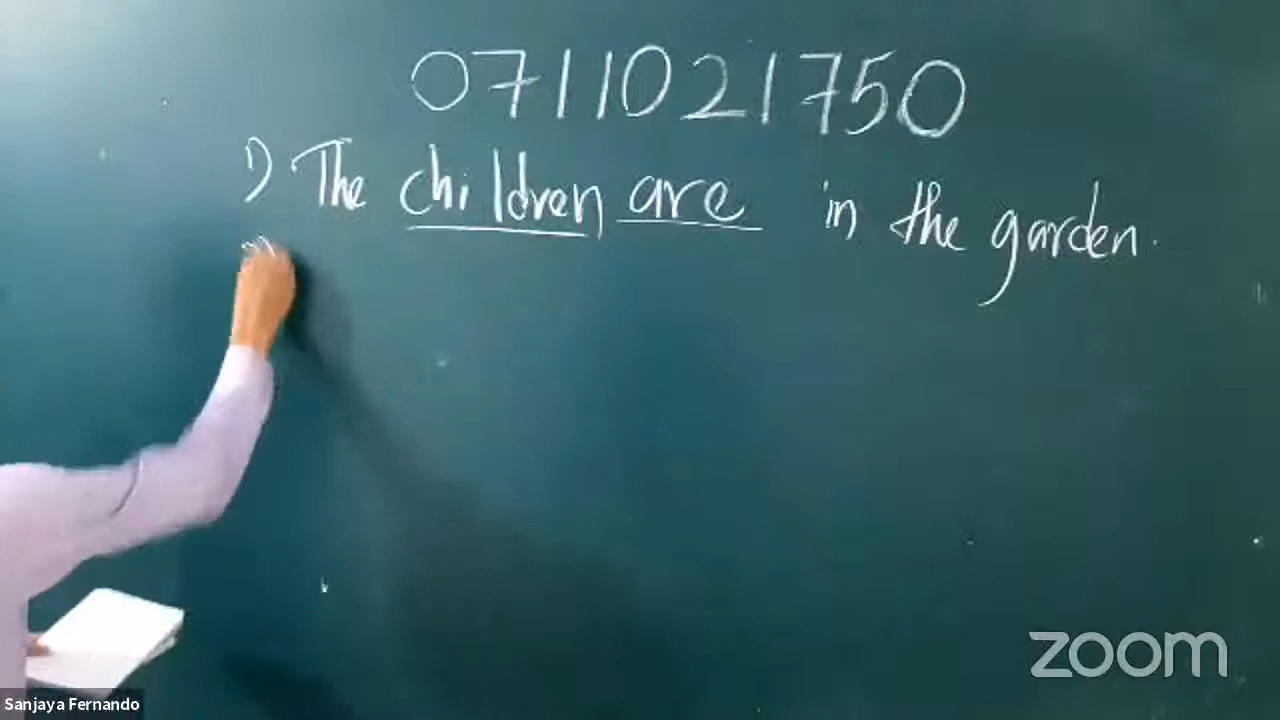 0711021750
1) The children are in the garden.
zoom
Sanjaya Fernando